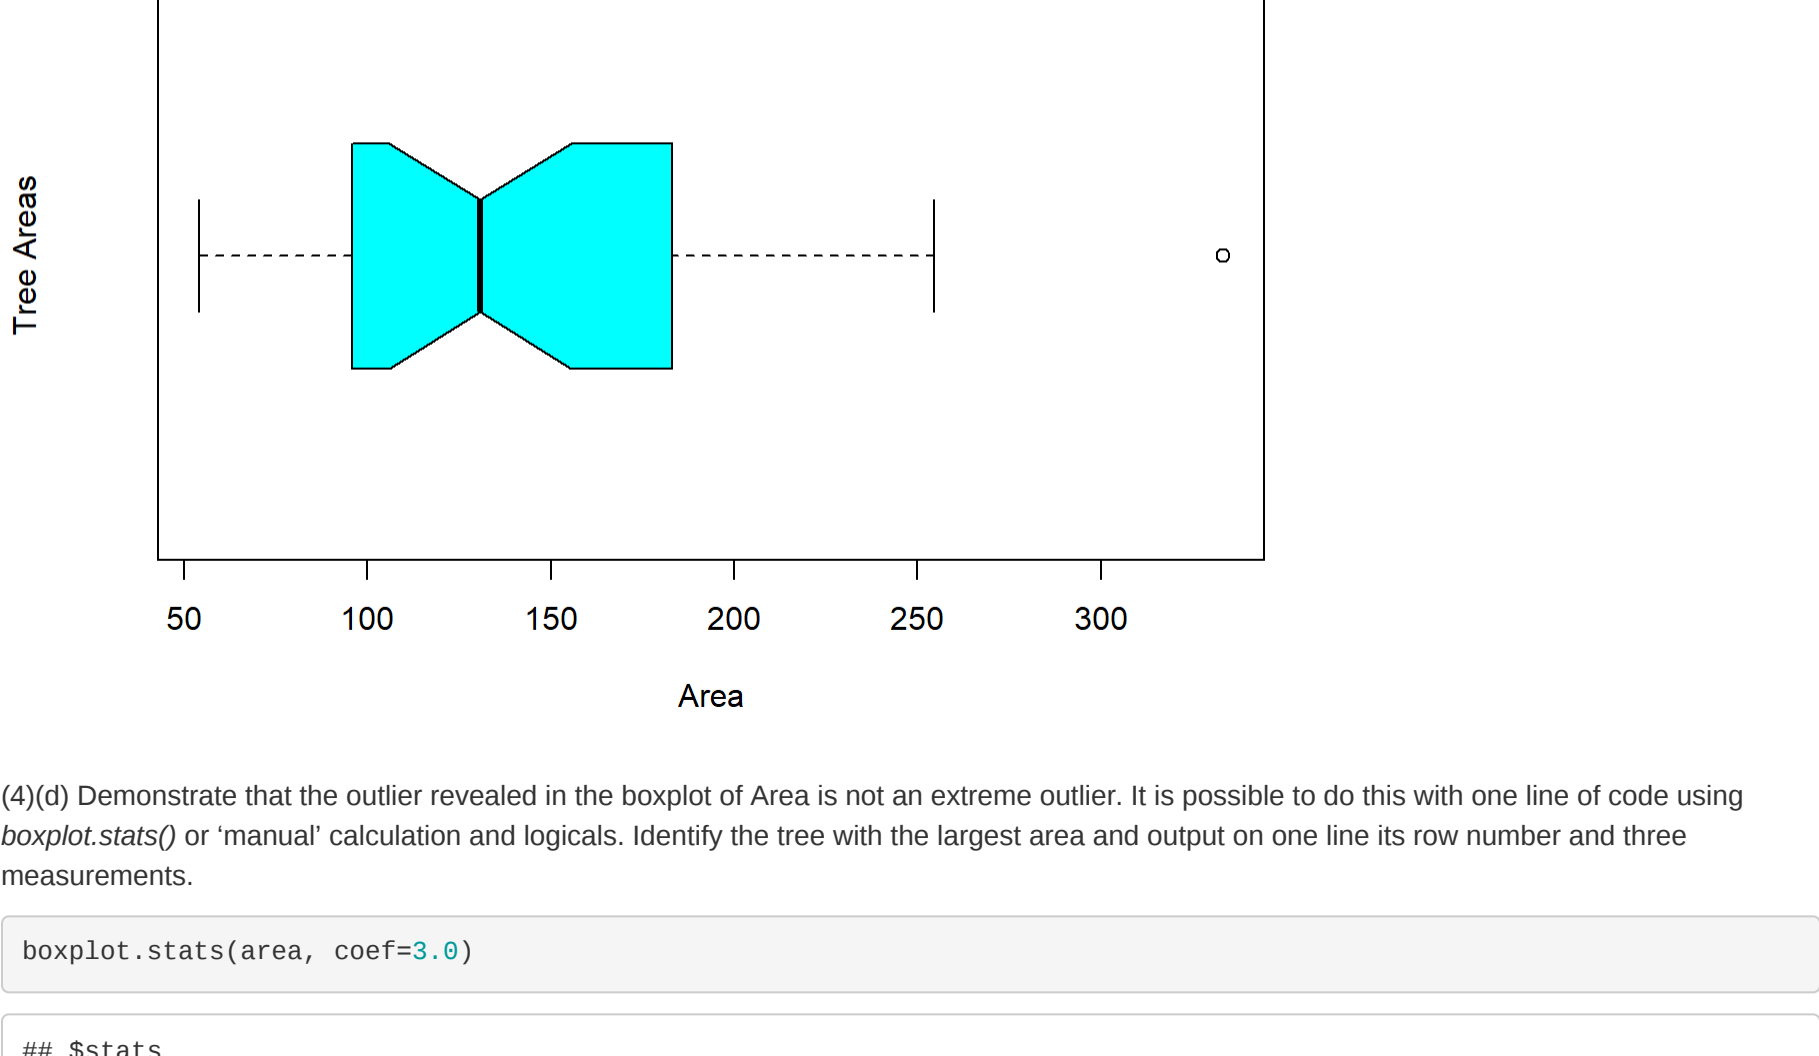 Tree Areas
50 100 150 200 250 300
Area
(4)(d) Demonstrate that the outlier revealed in the boxplot of Area is not an extreme outlier. It is possible to do this with one line of code using
boxplot.stats() or ‘manual’ calculation and logicals. Identify the tree with the largest area and output on one line its row number and three
measurements.
boxplot.stats(area, coef=3.0)
## $stats